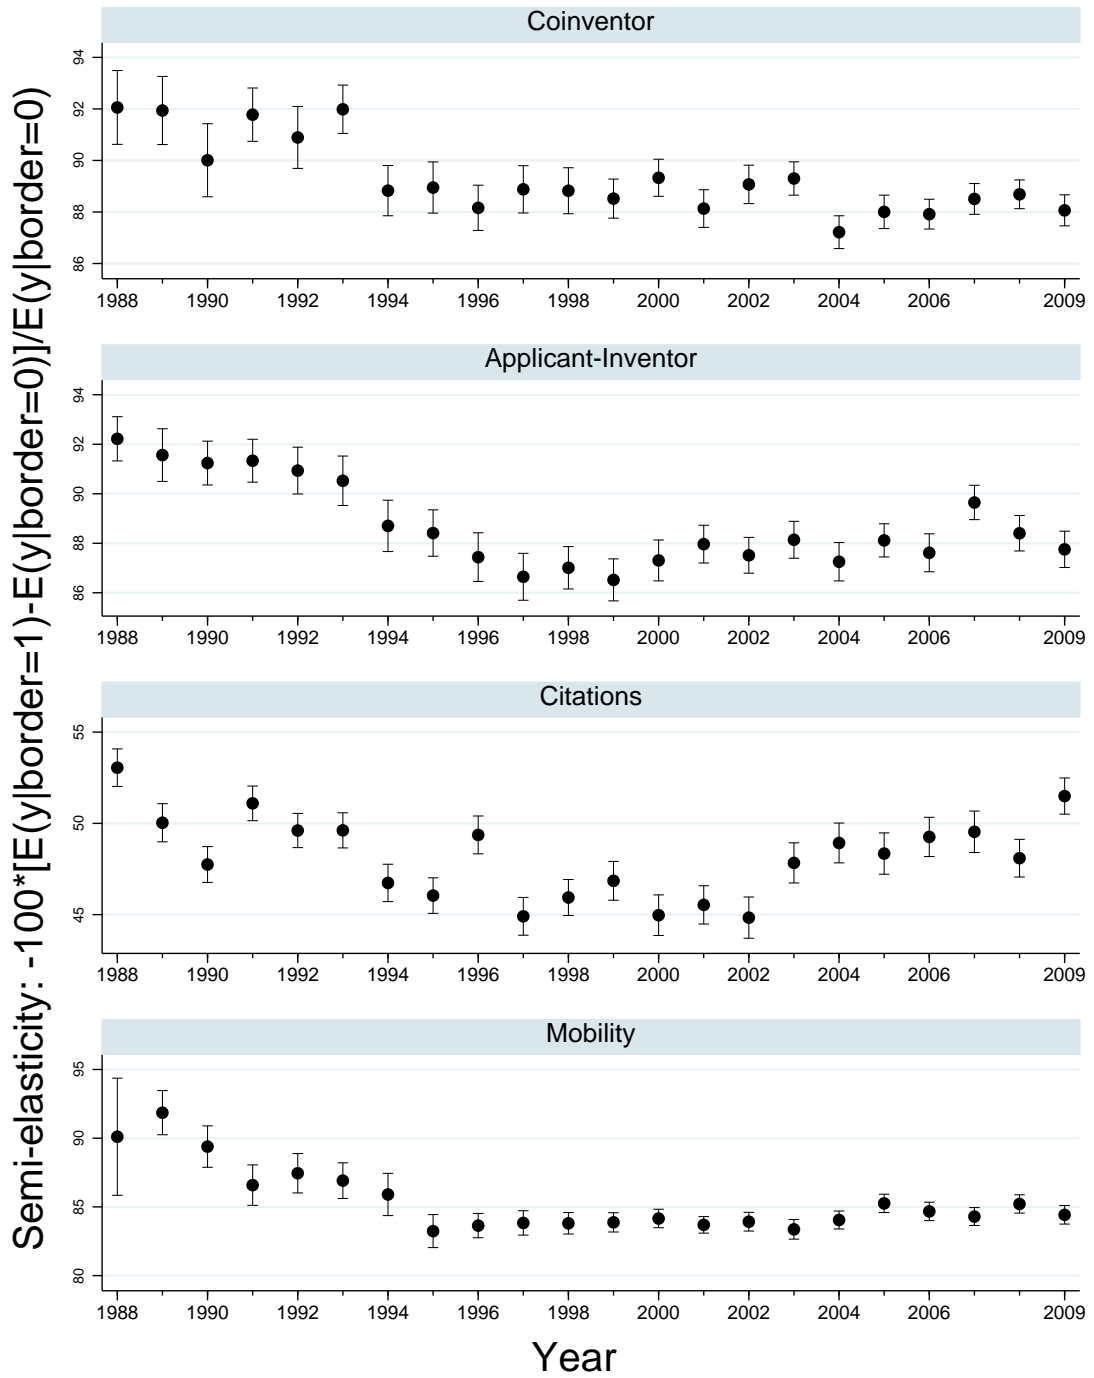 Semi-elasticity: -100*[E(y|border=1)-E(y|border=0)]/E(y|border=0)
Coinventor
94
92
90
88
86
1988 1990 1992 1994 1996 1998 2000 2002 2004 2006 2009
Applicant-Inventor
94
92
90
88
86
1988 1990 1992 1994 1996 1998 2000 2002 2004 2006 2009
Citations
55
50
45
1988 1990 1992 1994 1996 1998 2000 2002 2004 2006 2009
Mobility
95
90
85
80
1988 1990 1992 1994 1996 1998 2000 2002 2004 2006 2009
Year